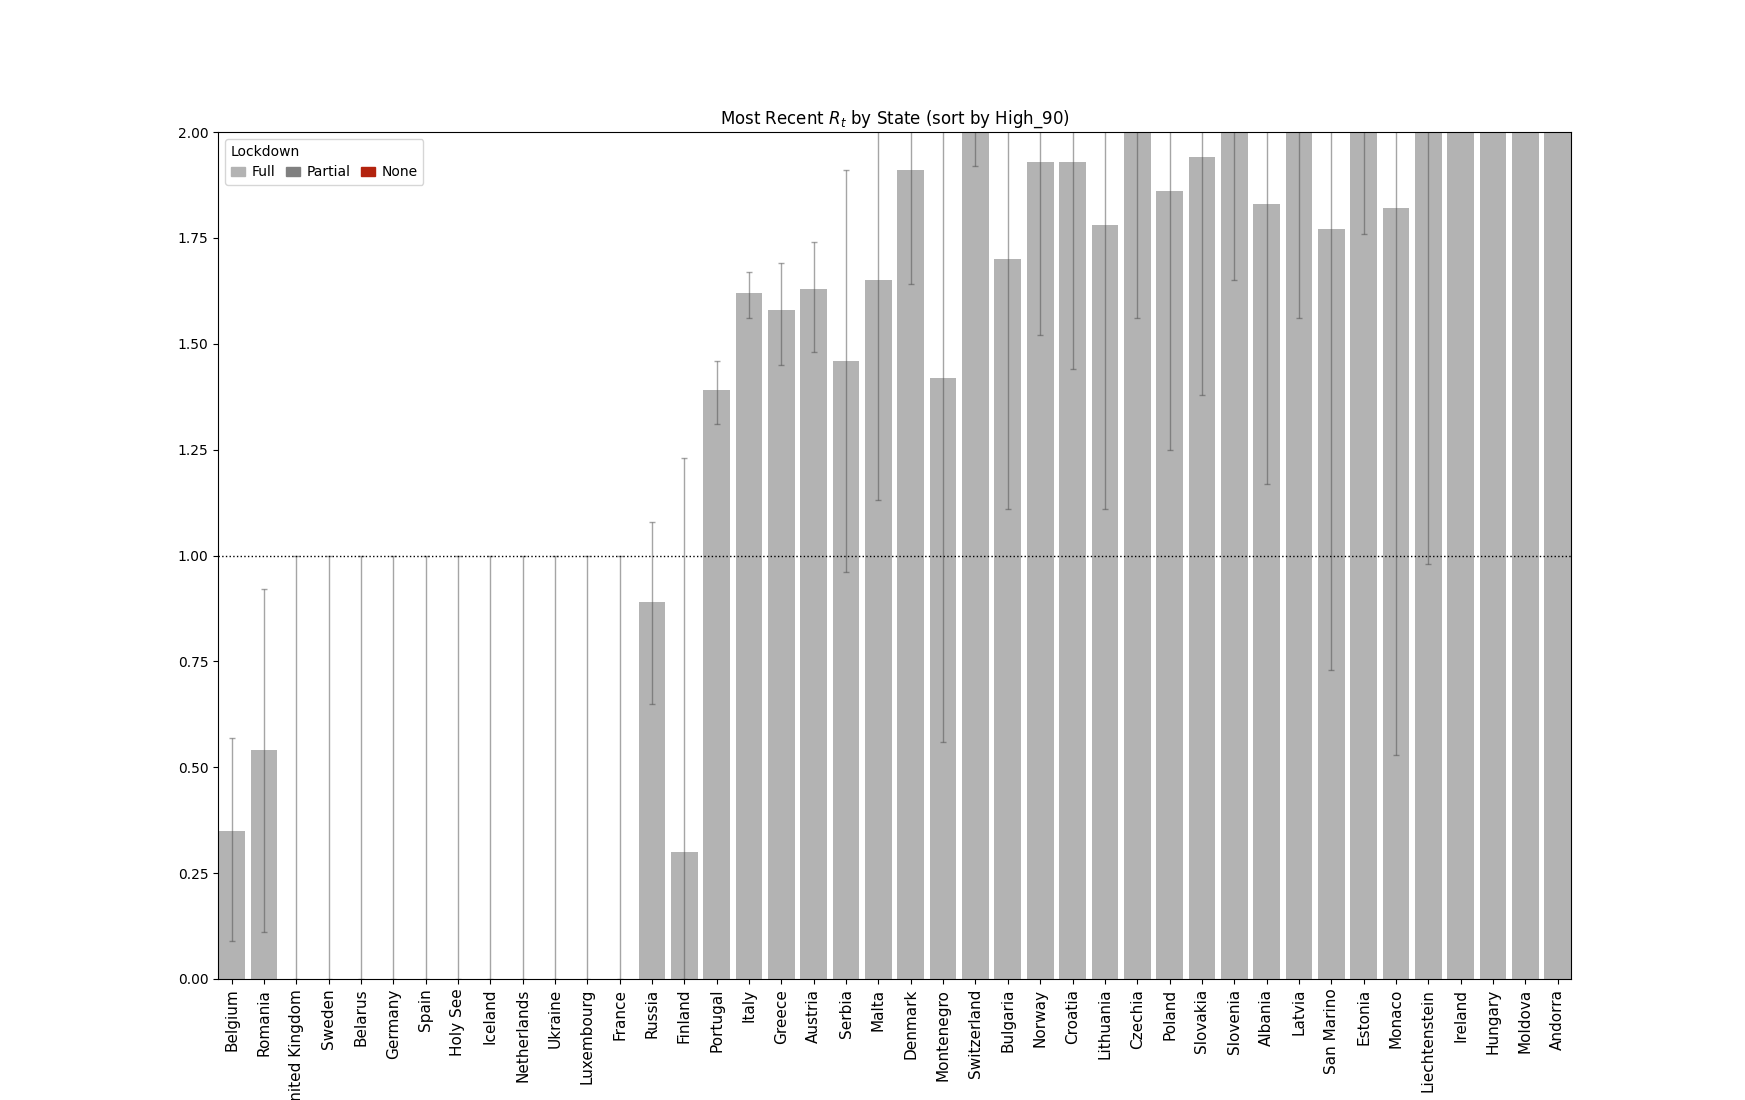 Most Recent R_t by State (sort by High_90)
Lockdown
Full Partial None
2.00
1.75
1.50
1.25
1.00
0.75
0.50
0.25
0.00
Belgium
Romania
nited Kingdom
Sweden
Belarus
Germany
Spain
Holy See
Iceland
Netherlands
Ukraine
Luxembourg
France
Russia
Finland
Portugal
Italy
Greece
Austria
Serbia
Malta
Denmark
Montenegro
Switzerland
Bulgaria
Norway
Croatia
Lithuania
Czechia
Poland
Slovakia
Slovenia
Albania
Latvia
San Marino
Estonia
Monaco
Liechtenstein
Ireland
Hungary
Moldova
Andorra